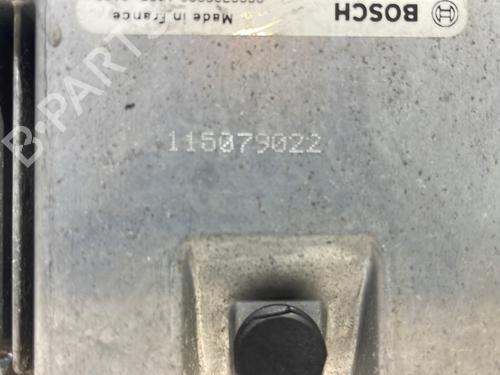 BOSCH
Made in France
115079022
B-PARTS